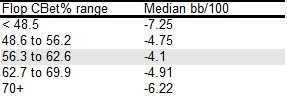 Flop CBet% range Median bb/100
< 48.5 -7.25
48.6 to 56.2 -4.75
56.3 to 62.6 -4.1
62.7 to 69.9 -4.91
70+ -6.22